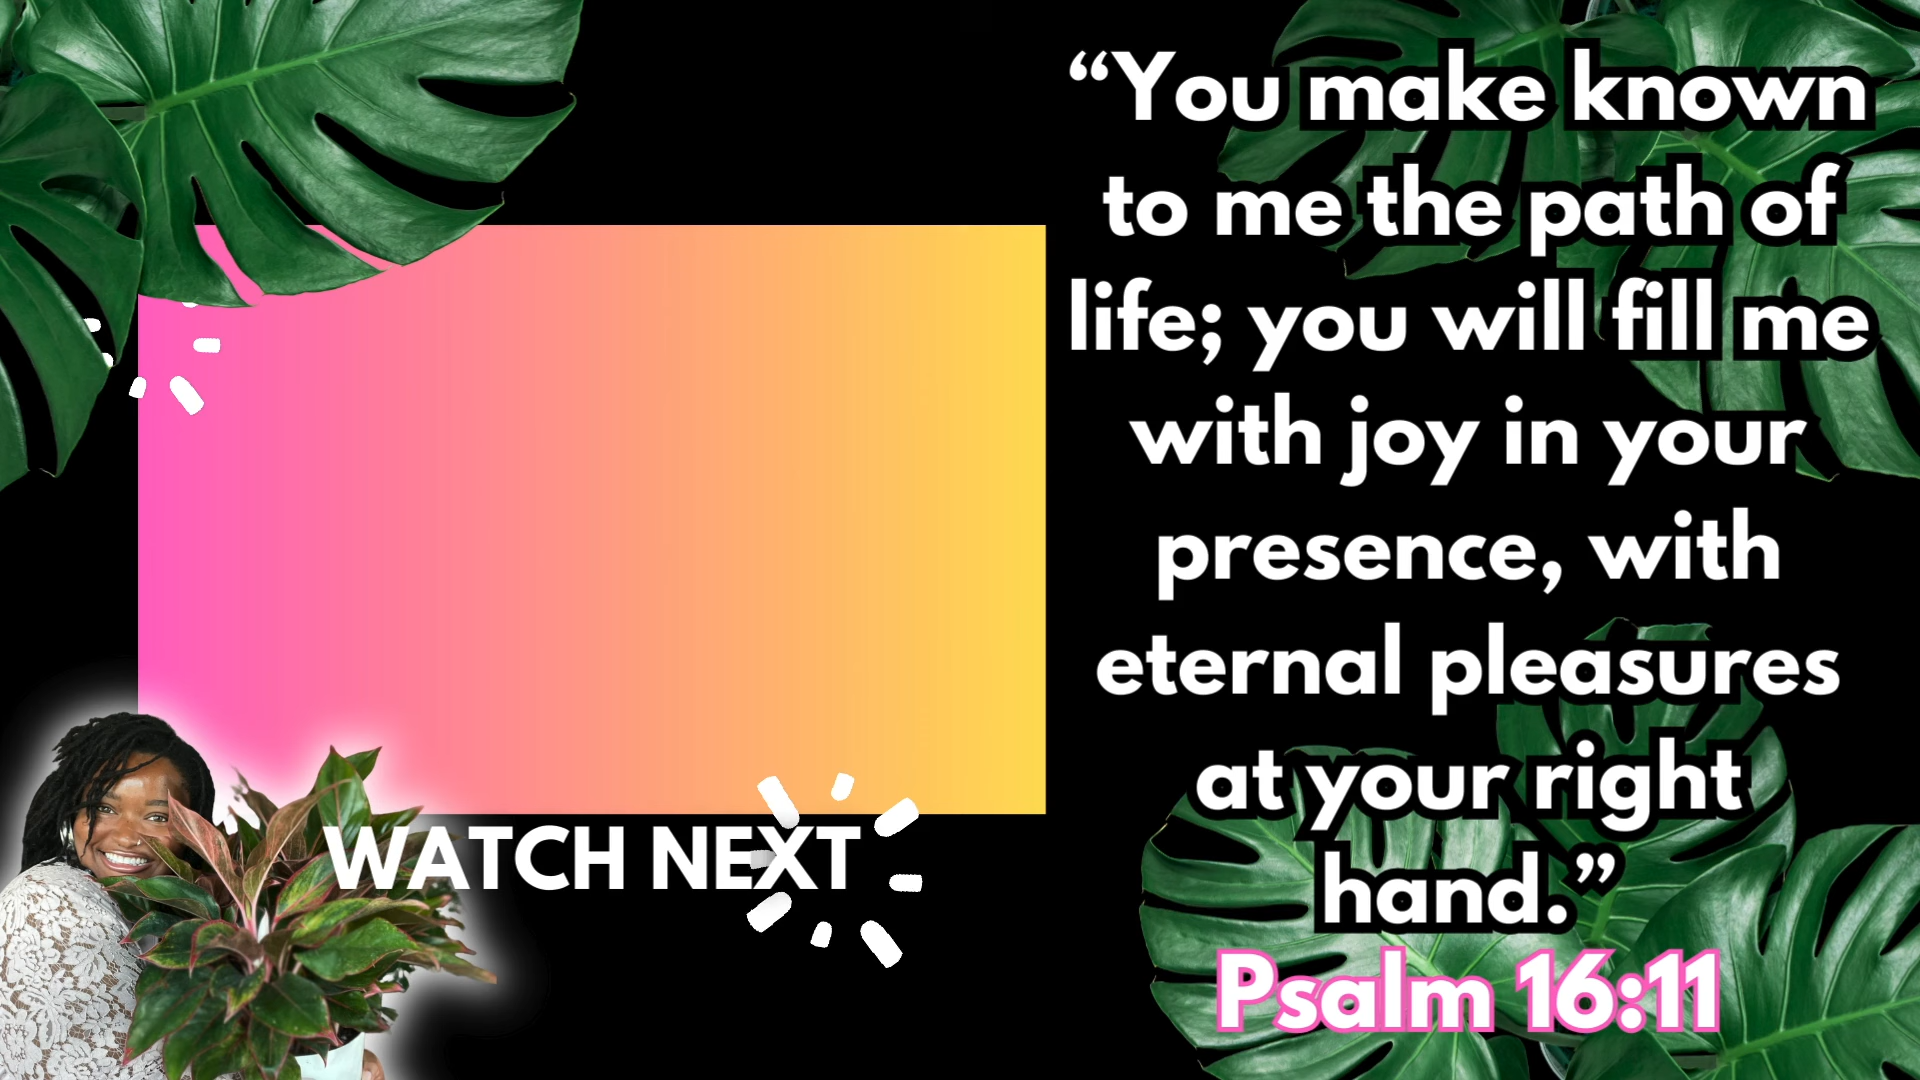 “You make known
to me the path of
life; you will fill me
with joy in your
presence, with
eternal pleasures
at your right
hand.”
Psalm 16:11
WATCH NEXT